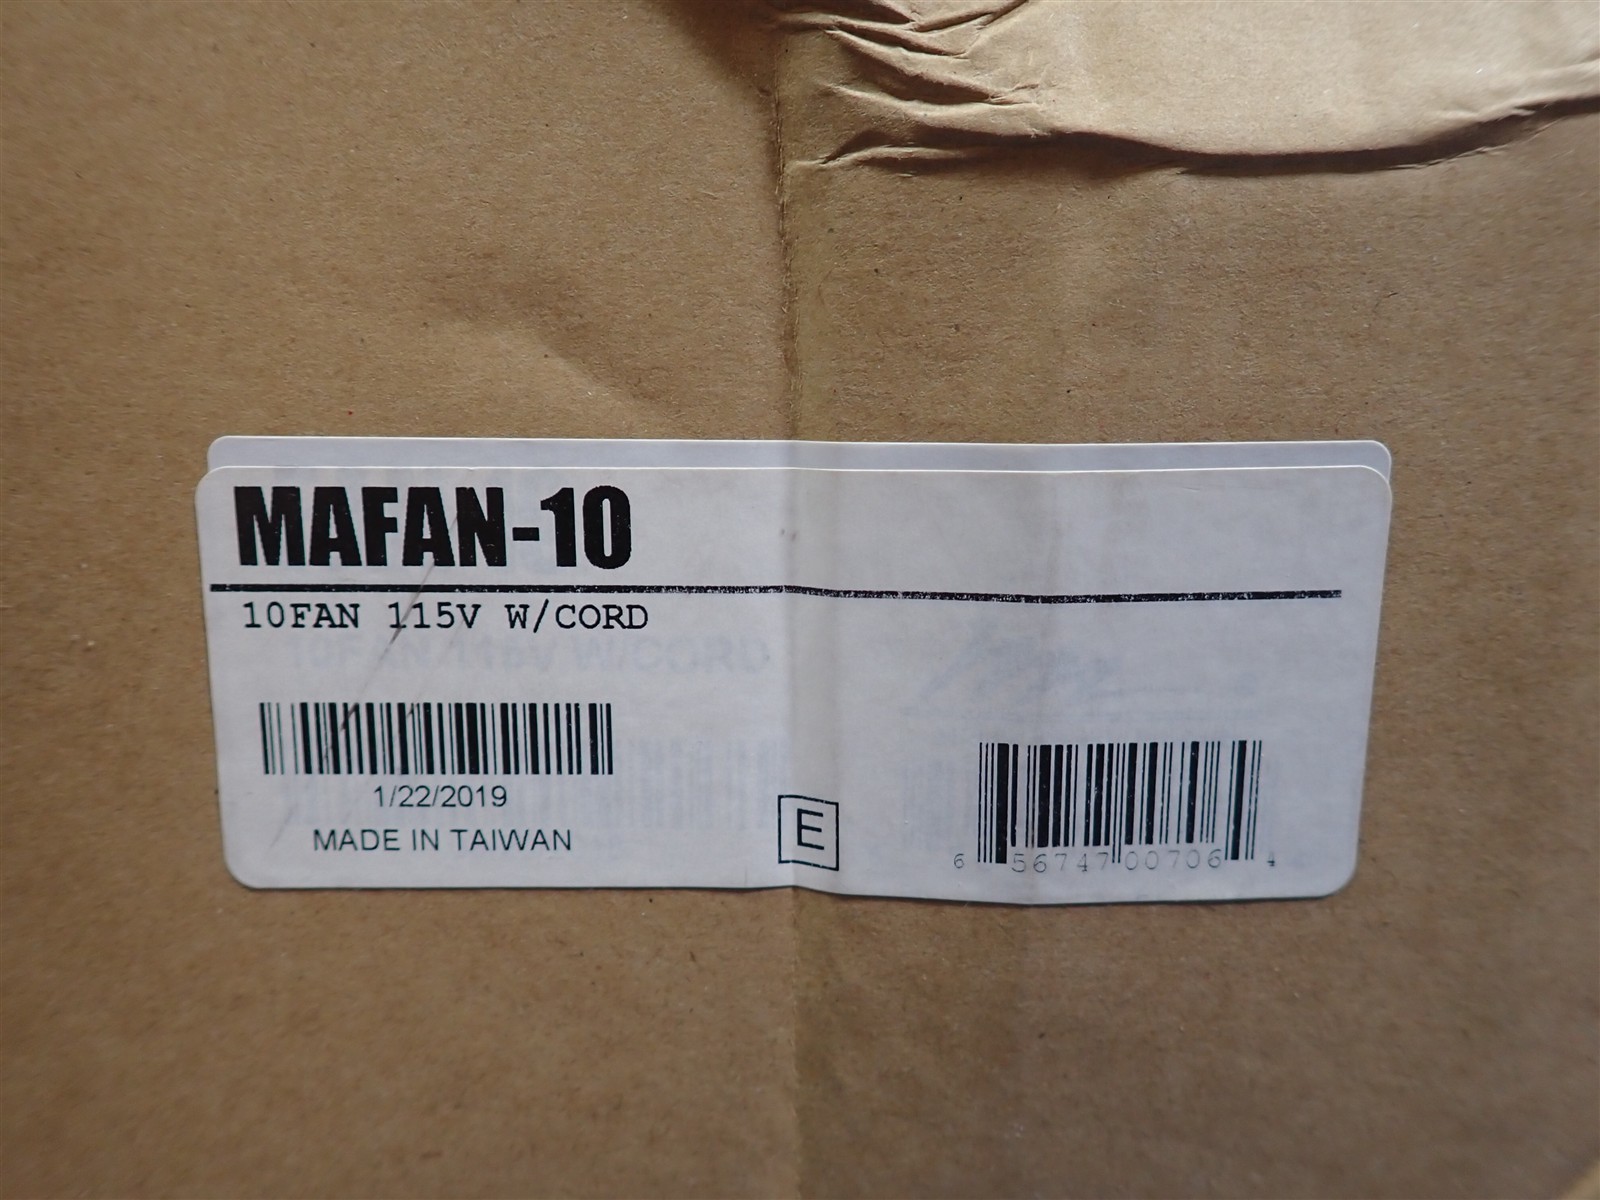 MAFAN-10
10FAN 115V W/CORD
1/22/2019
MADE IN TAIWAN
E
6 56747 00706 4